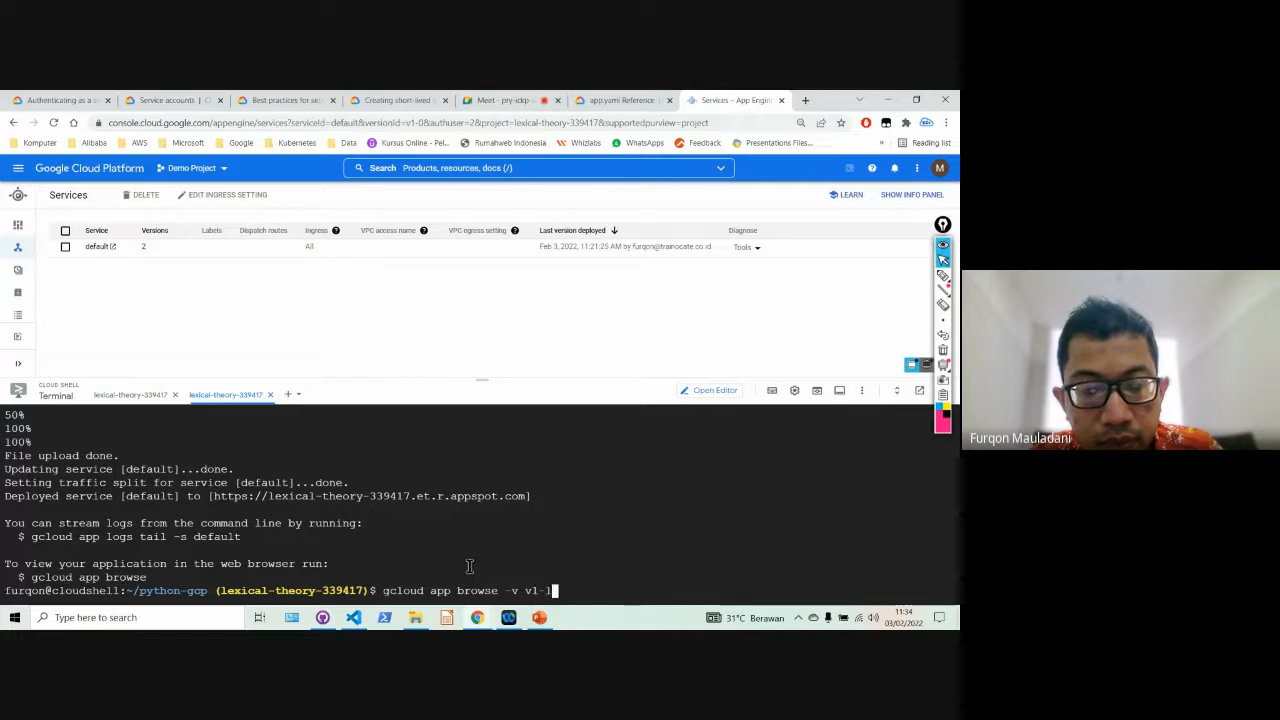 Authenticating as a s
Service accounts | C
Best practices for sec
Creating short-lived s
Meet - pry-ickp-v
app.yaml Reference
Services – App Engin
console.cloud.google.com/appengine/services?serviceId=default&versionId=v1-0&authuser=2&project=lexical-theory-339417&supportedpurview=project
Komputer Alibaba AWS Microsoft Google Kubernetes Data Kursus Online - Pel... Rumahweb Indonesia Whizlabs WhatsApps Feedback Presentations Files... » Reading list
Google Cloud Platform Demo Project Search Products, resources, docs (/) M
Services DELETE EDIT INGRESS SETTING LEARN SHOW INFO PANEL
Service Versions Labels Dispatch routes Ingress VPC access name VPC egress setting Last version deployed Diagnose
default 2 All Feb 3, 2022, 11:21:25 AM by furqon@trainocate.co.id Tools
CLOUD SHELL
Terminal lexical-theory-339417 lexical-theory-339417 Open Editor
50%
100%
100%
File upload done.
Updating service [default]...done.
Setting traffic split for service [default]...done.
Deployed service [default] to [https://lexical-theory-339417.et.r.appspot.com]
You can stream logs from the command line by running:
$ gcloud app logs tail -s default
To view your application in the web browser run:
$ gcloud app browse
furqon@cloudshell:~/python-gcp (lexical-theory-339417)$ gcloud app browse -v v1-1
Type here to search
31°C Berawan
11:34
03/02/2022
Furqon Mauladani